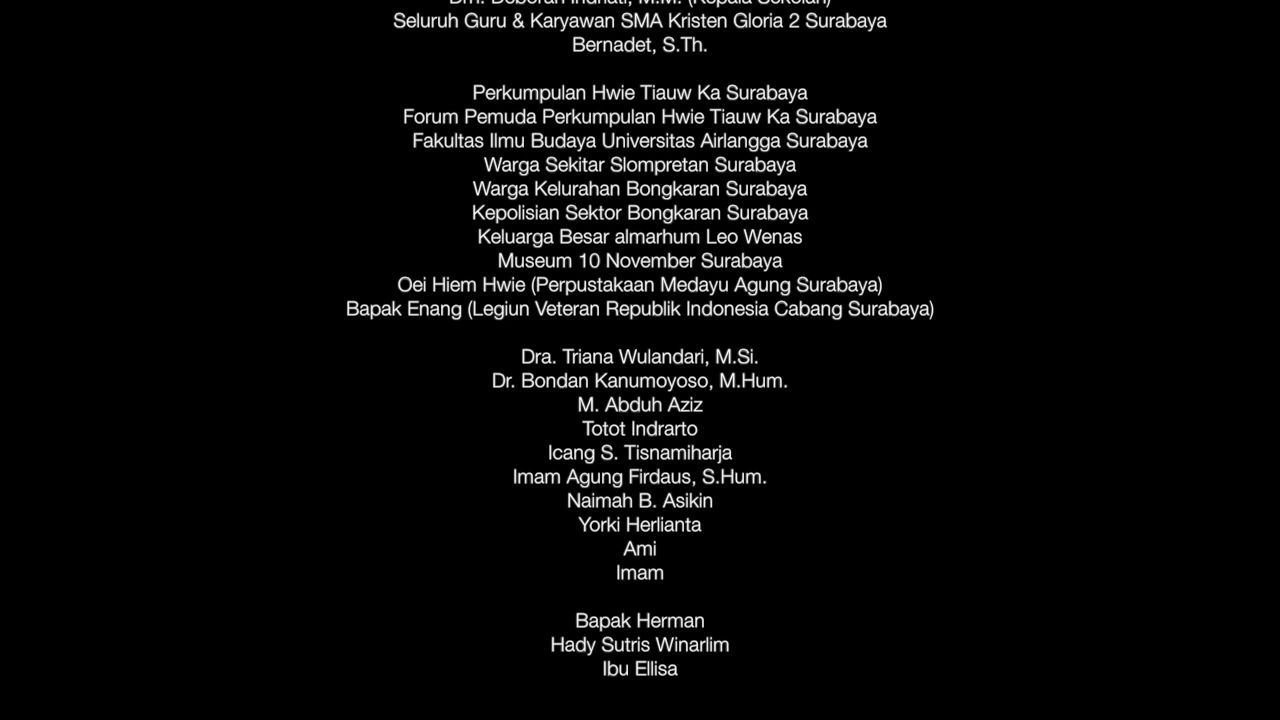 Seluruh Guru & Karyawan SMA Kristen Gloria 2 Surabaya
Bernadet, S.Th.
Perkumpulan Hwie Tiauw Ka Surabaya
Forum Pemuda Perkumpulan Hwie Tiauw Ka Surabaya
Fakultas Ilmu Budaya Universitas Airlangga Surabaya
Warga Sekitar Slompretan Surabaya
Warga Kelurahan Bongkaran Surabaya
Kepolisian Sektor Bongkaran Surabaya
Keluarga Besar almarhum Leo Wenas
Museum 10 November Surabaya
Oei Hiem Hwie (Perpustakaan Medayu Agung Surabaya)
Bapak Enang (Legiun Veteran Republik Indonesia Cabang Surabaya)
Dra. Triana Wulandari, M.Si.
Dr. Bondan Kanumoyoso, M.Hum.
M. Abduh Aziz
Totot Indrarto
Icang S. Tisnamiharja
Imam Agung Firdaus, S.Hum.
Naimah B. Asikin
Yorki Herlianta
Ami
Imam
Bapak Herman
Hady Sutris Winarlim
Ibu Ellisa